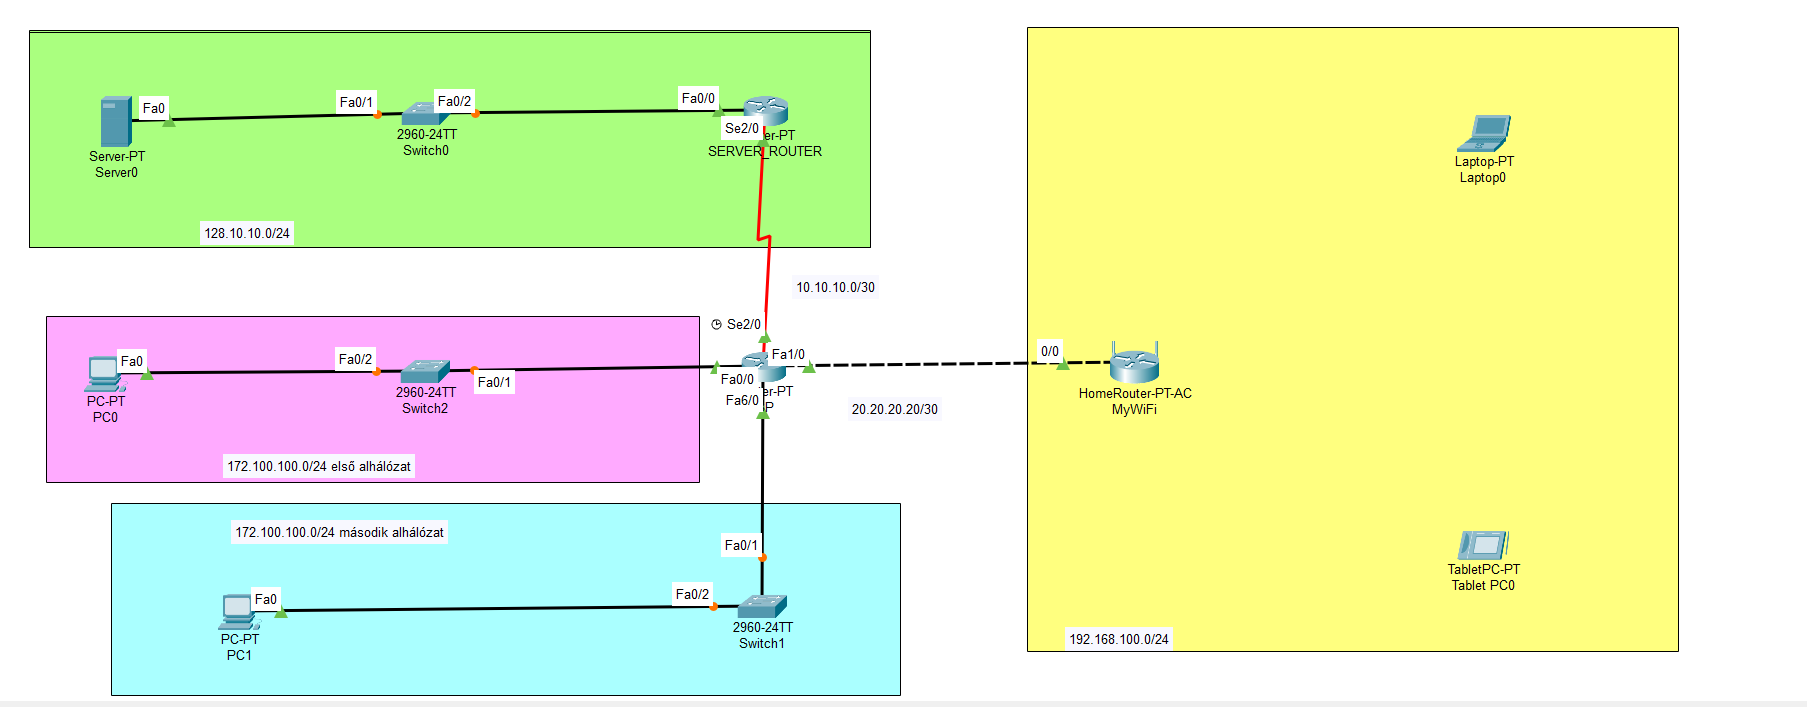 Fa0
Fa0/1
Fa0/2
Fa0/0
Se2/0
Server-PT
Server0
2960-24TT
Switch0
er-PT
SERVER_ROUTER
128.10.10.0/24
10.10.10.0/30
Se2/0
Fa0
Fa0/2
Fa0/1
Fa0/0
Fa1/0
Fa6/0
PC-PT
PC0
2960-24TT
Switch2
er-PT
P
172.100.100.0/24 első alhálózat
20.20.20.20/30
0/0
HomeRouter-PT-AC
MyWiFi
Laptop-PT
Laptop0
TabletPC-PT
Tablet PC0
192.168.100.0/24
172.100.100.0/24 második alhálózat
Fa0/1
Fa0
Fa0/2
PC-PT
PC1
2960-24TT
Switch1